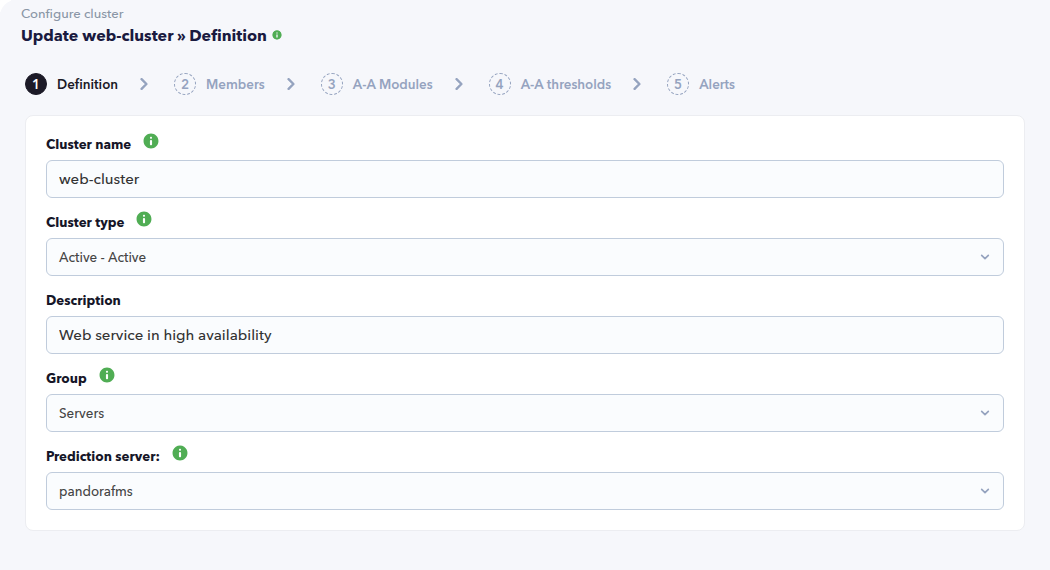 Configure cluster
Update web-cluster » Definition
1 Definition 2 Members 3 A-A Modules 4 A-A thresholds 5 Alerts
Cluster name
web-cluster
Cluster type
Active - Active
Description
Web service in high availability
Group
Servers
Prediction server:
pandorafms